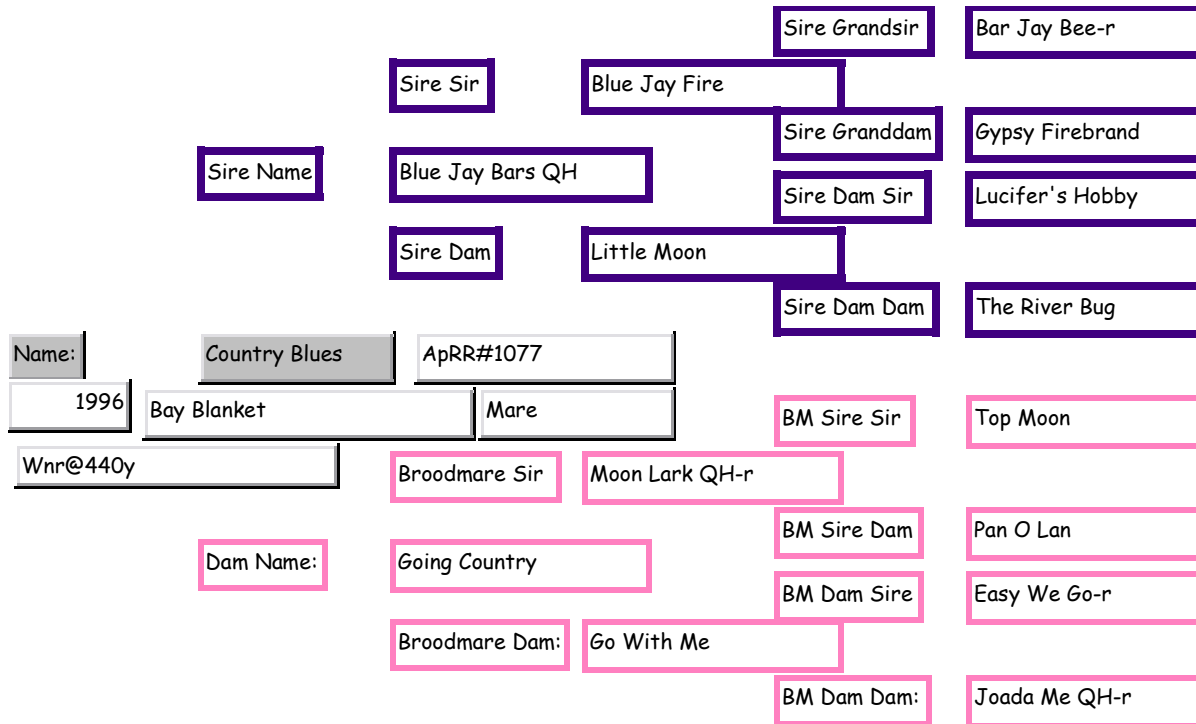 Sire Grandsir Bar Jay Bee-r
Sire Sir Blue Jay Fire
Sire Granddam Gypsy Firebrand
Sire Name Blue Jay Bars QH
Sire Dam Sir Lucifer's Hobby
Sire Dam Little Moon
Sire Dam Dam The River Bug
Name: Country Blues ApRR#1077
1996 Bay Blanket Mare
BM Sire Sir Top Moon
Wnr@440y
Broodmare Sir Moon Lark QH-r
BM Sire Dam Pan O Lan
Dam Name: Going Country
BM Dam Sire Easy We Go-r
Broodmare Dam: Go With Me
BM Dam Dam: Joada Me QH-r